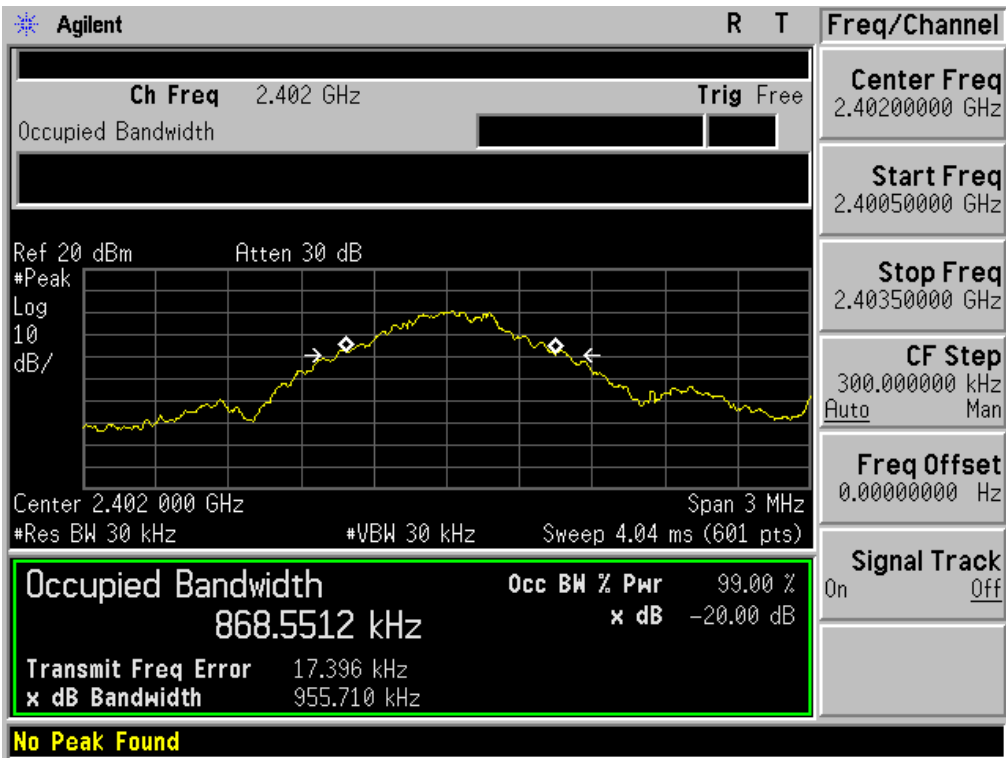 Agilent R T
Ch Freq 2.402 GHz Trig Free
Occupied Bandwidth
Ref 20 dBm Atten 30 dB
#Peak
Log
10
dB/
Center 2.402 000 GHz Span 3 MHz
#Res BW 30 kHz #VBW 30 kHz Sweep 4.04 ms (601 pts)
Occupied Bandwidth
868.5512 kHz
Occ BW % Pwr 99.00 %
x dB -20.00 dB
Transmit Freq Error 17.396 kHz
x dB Bandwidth 955.710 kHz
No Peak Found
Freq/Channel
Center Freq
2.40200000 GHz
Start Freq
2.40050000 GHz
Stop Freq
2.40350000 GHz
CF Step
300.000000 kHz
Auto Man
Freq Offset
0.00000000 Hz
Signal Track
On Off